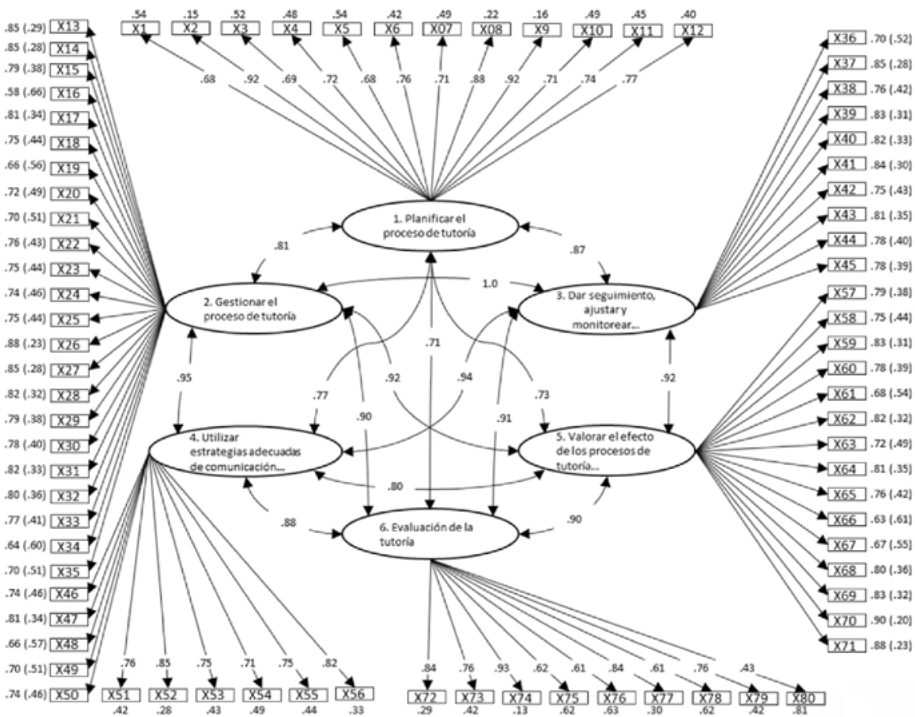 .54 .15 .52 .48 .54 .42 .49 .22 .16 .49 .45 .40
X1 X2 X3 X4 X5 X6 X07 X08 X9 X10 X11 X12
.68 .92 .69 .72 .68 .76 .71 .88 .92 .71 .74 .77
.85 (.29) X13
.85 (.28) X14
.79 (.38) X15
.58 (.66) X16
.81 (.34) X17
.75 (.44) X18
.66 (.56) X19
.72 (.49) X20
.70 (.51) X21
.76 (.43) X22
.75 (.44) X23
.74 (.46) X24
.75 (.44) X25
.88 (.23) X26
.85 (.28) X27
.82 (.32) X28
.79 (.38) X29
.78 (.40) X30
.82 (.33) X31
.80 (.36) X32
.77 (.41) X33
.64 (.60) X34
.70 (.51) X35
.74 (.46) X46
.81 (.34) X47
.66 (.57) X48
.70 (.51) X49
.74 (.46) X50
1. Planificar el
proceso de tutoría
.81
.87
1.0
2. Gestionar el
proceso de tutoría
3. Dar seguimiento,
ajustar y
monitorear...
.71
.95
.77
.92
.94
.73
.92
.90
.91
4. Utilizar
estrategias adecuadas
de comunicación...
5. Valorar el efecto
de los procesos de
tutoría...
.80
.88
.90
6. Evaluación de la
tutoría
X36 .70 (.52)
X37 .85 (.28)
X38 .76 (.42)
X39 .83 (.31)
X40 .82 (.33)
X41 .84 (.30)
X42 .75 (.43)
X43 .81 (.35)
X44 .78 (.40)
X45 .78 (.39)
X57 .79 (.38)
X58 .75 (.44)
X59 .83 (.31)
X60 .78 (.39)
X61 .68 (.54)
X62 .82 (.32)
X63 .72 (.49)
X64 .81 (.35)
X65 .76 (.42)
X66 .63 (.61)
X67 .67 (.55)
X68 .80 (.36)
X69 .83 (.32)
X70 .90 (.20)
X71 .88 (.23)
.76 .85 .75 .71 .75 .82
X51 X52 X53 X54 X55 X56
.42 .28 .43 .49 .44 .33
.84 .76 .93 .62 .61 .84 .61 .76 .43
X72 X73 X74 X75 X76 X77 X78 X79 X80
.29 .42 .13 .62 .63 .30 .62 .42 .81